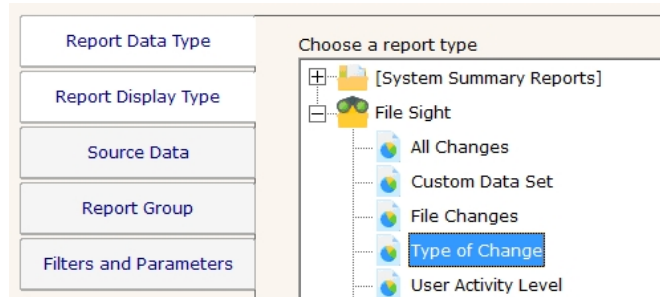 Report Data Type
Report Display Type
Source Data
Report Group
Filters and Parameters
Choose a report type
[System Summary Reports]
File Sight
All Changes
Custom Data Set
File Changes
Type of Change
User Activity Level